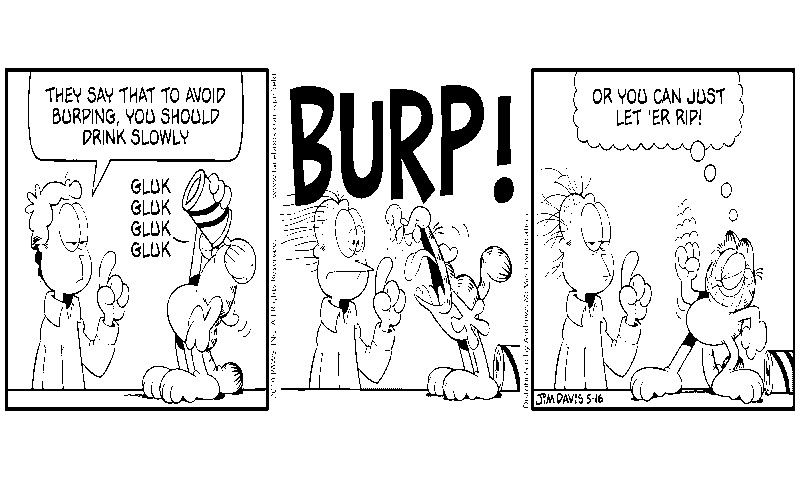 THEY SAY THAT TO AVOID
BURPING, YOU SHOULD
DRINK SLOWLY
GLUK
GLUK
GLUK
GLUK
BURP!
OR YOU CAN JUST
LET 'ER RIP!
JIM DAVIS 5-16